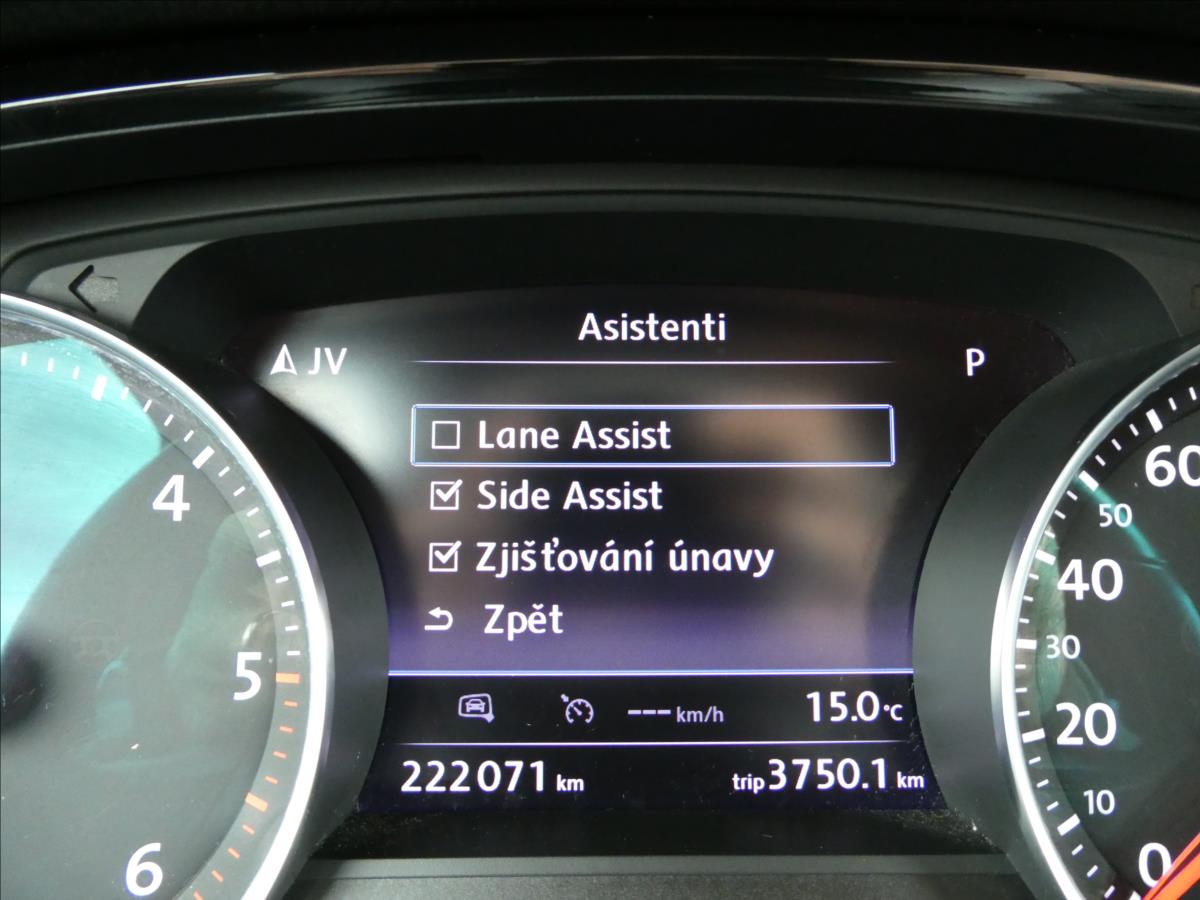 Asistenti
JV
P
Lane Assist
Side Assist
Zjišťování únavy
Zpět
--- km/h
15.0°C
222071 km
trip 3750.1 km
4
5
6
60
50
40
30
20
10
0